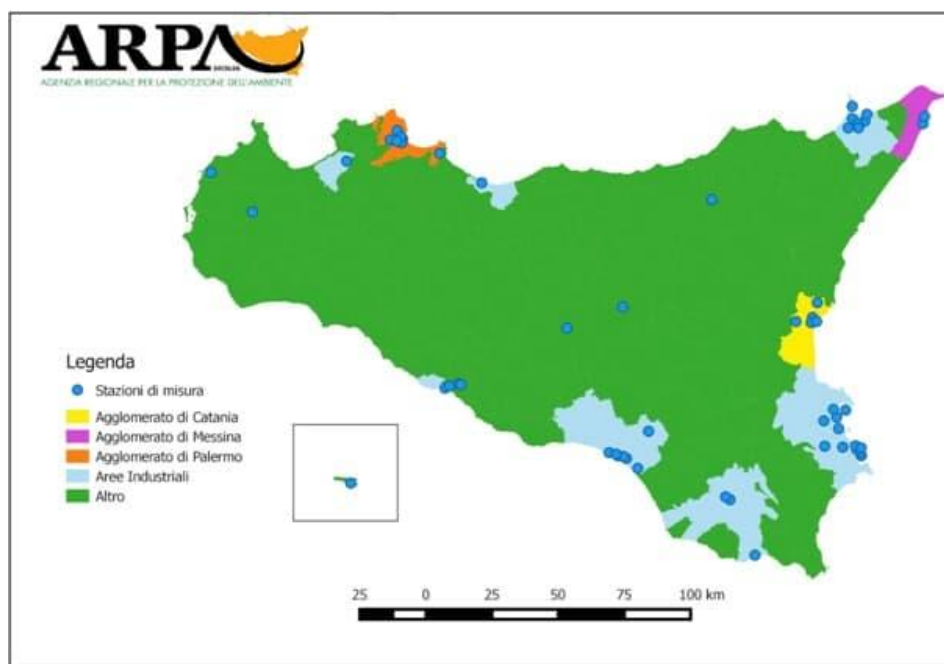 ARPA
SICILIA
AGENZIA REGIONALE PER LA PROTEZIONE DELL'AMBIENTE
Legenda
Stazioni di misura
Agglomerato di Catania
Agglomerato di Messina
Agglomerato di Palermo
Aree Industriali
Altro
25 0 25 50 75 100 km